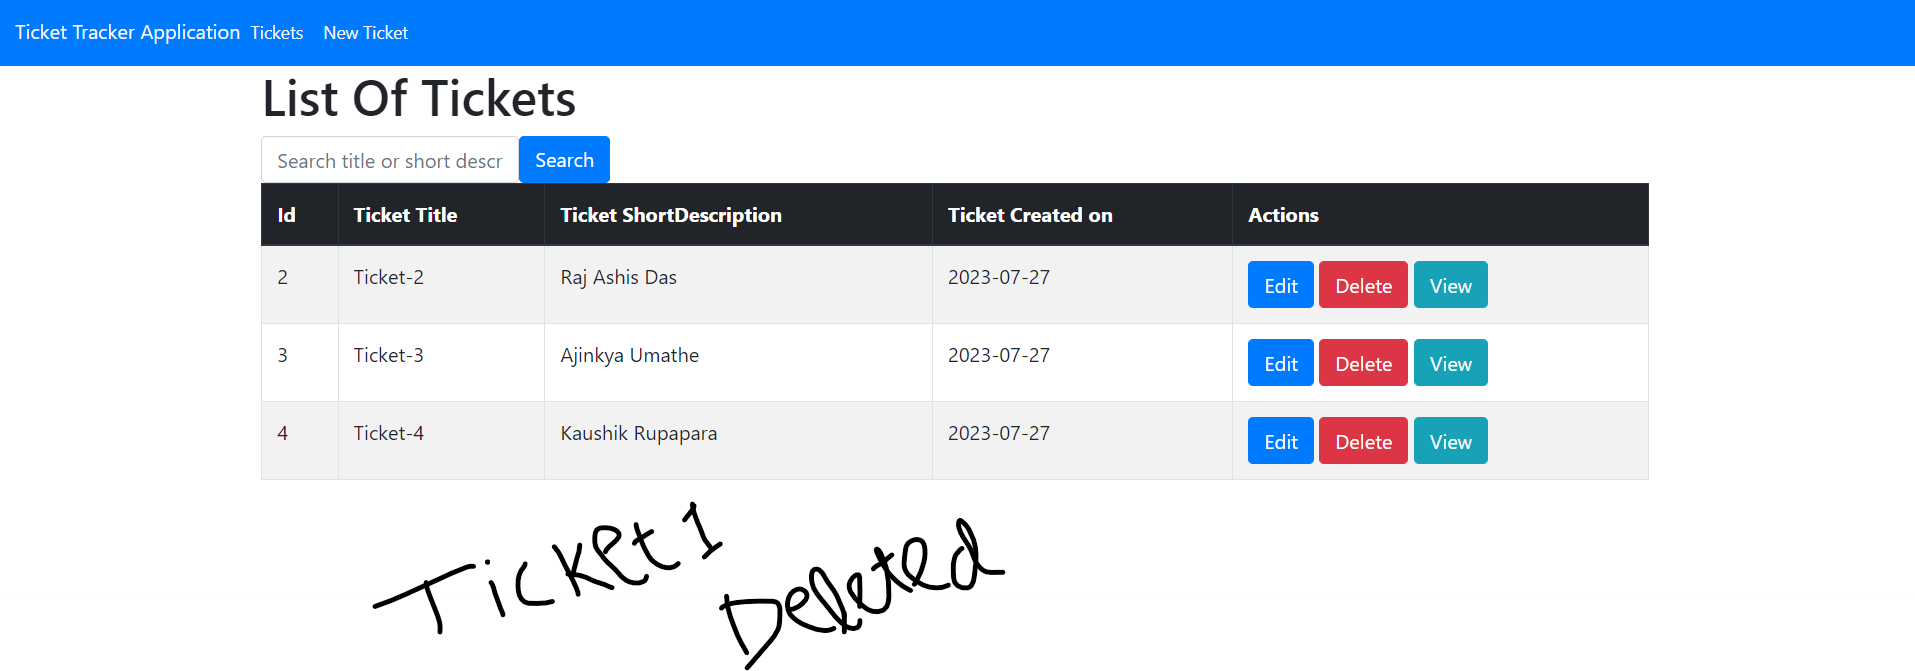 Ticket Tracker Application Tickets New Ticket
List Of Tickets
Search title or short descr Search
Id Ticket Title Ticket ShortDescription Ticket Created on Actions
2 Ticket-2 Raj Ashis Das 2023-07-27 Edit Delete View
3 Ticket-3 Ajinkya Umathe 2023-07-27 Edit Delete View
4 Ticket-4 Kaushik Rupapara 2023-07-27 Edit Delete View
Ticket 1
Deleted